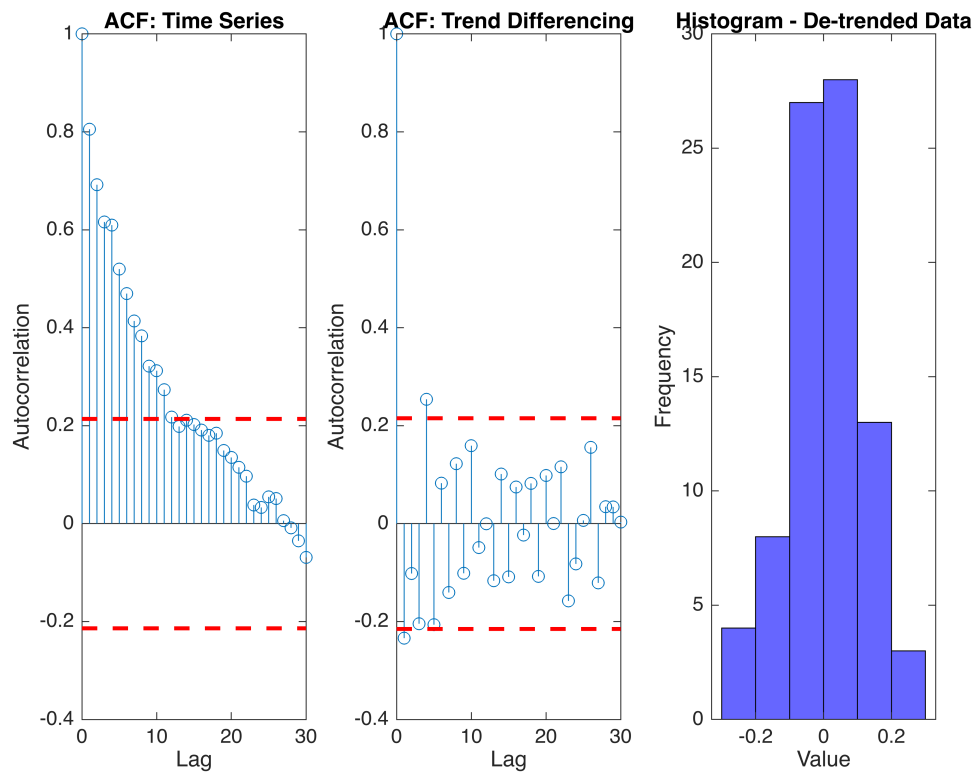 ACF: Time Series
1
0.8
0.6
0.4
0.2
0
-0.2
-0.4
Autocorrelation
0 10 20 30
Lag
ACF: Trend Differencing
1
0.8
0.6
0.4
0.2
0
-0.2
-0.4
Autocorrelation
0 10 20 30
Lag
Histogram - De-trended Data
30
25
20
15
10
5
0
Frequency
-0.2 0 0.2
Value